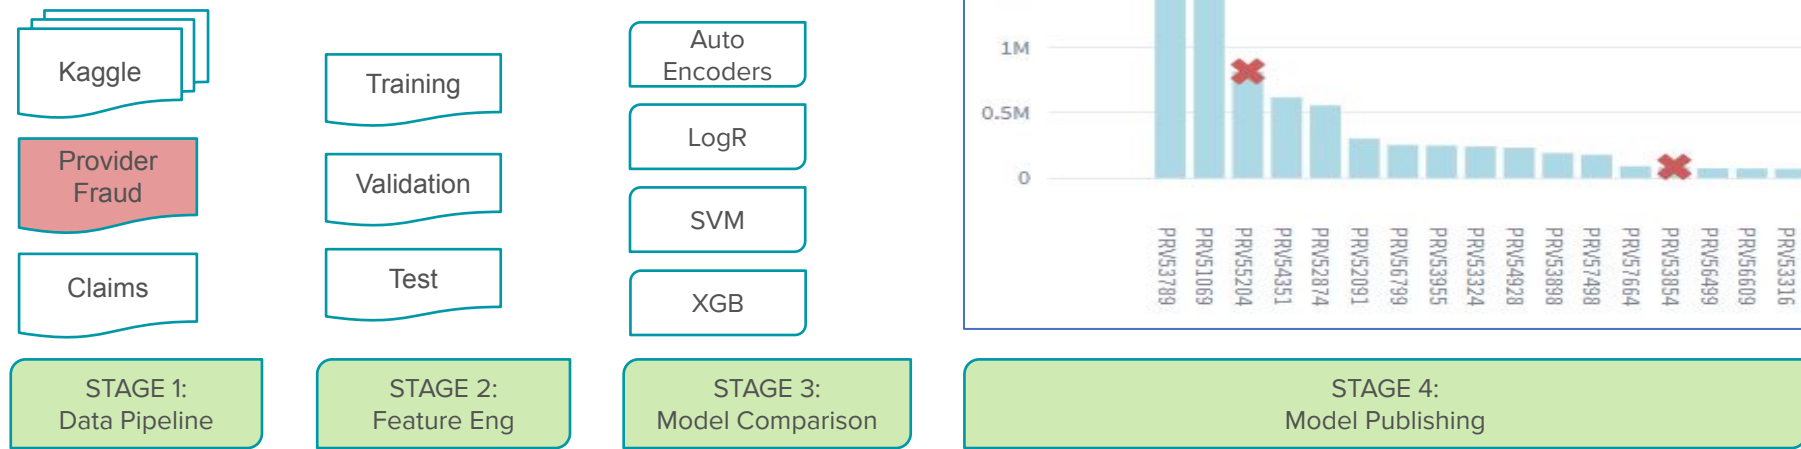 Kaggle
Provider
Fraud
Claims
STAGE 1:
Data Pipeline
Training
Validation
Test
STAGE 2:
Feature Eng
Auto
Encoders
LogR
SVM
XGB
STAGE 3:
Model Comparison
1M
0.5M
0
PRV53789
PRV51069
PRV55204
PRV54351
PRV52874
PRV52091
PRV56799
PRV53955
PRV53324
PRV54928
PRV53898
PRV57498
PRV57664
PRV53854
PRV56499
PRV56609
PRV53316
STAGE 4:
Model Publishing